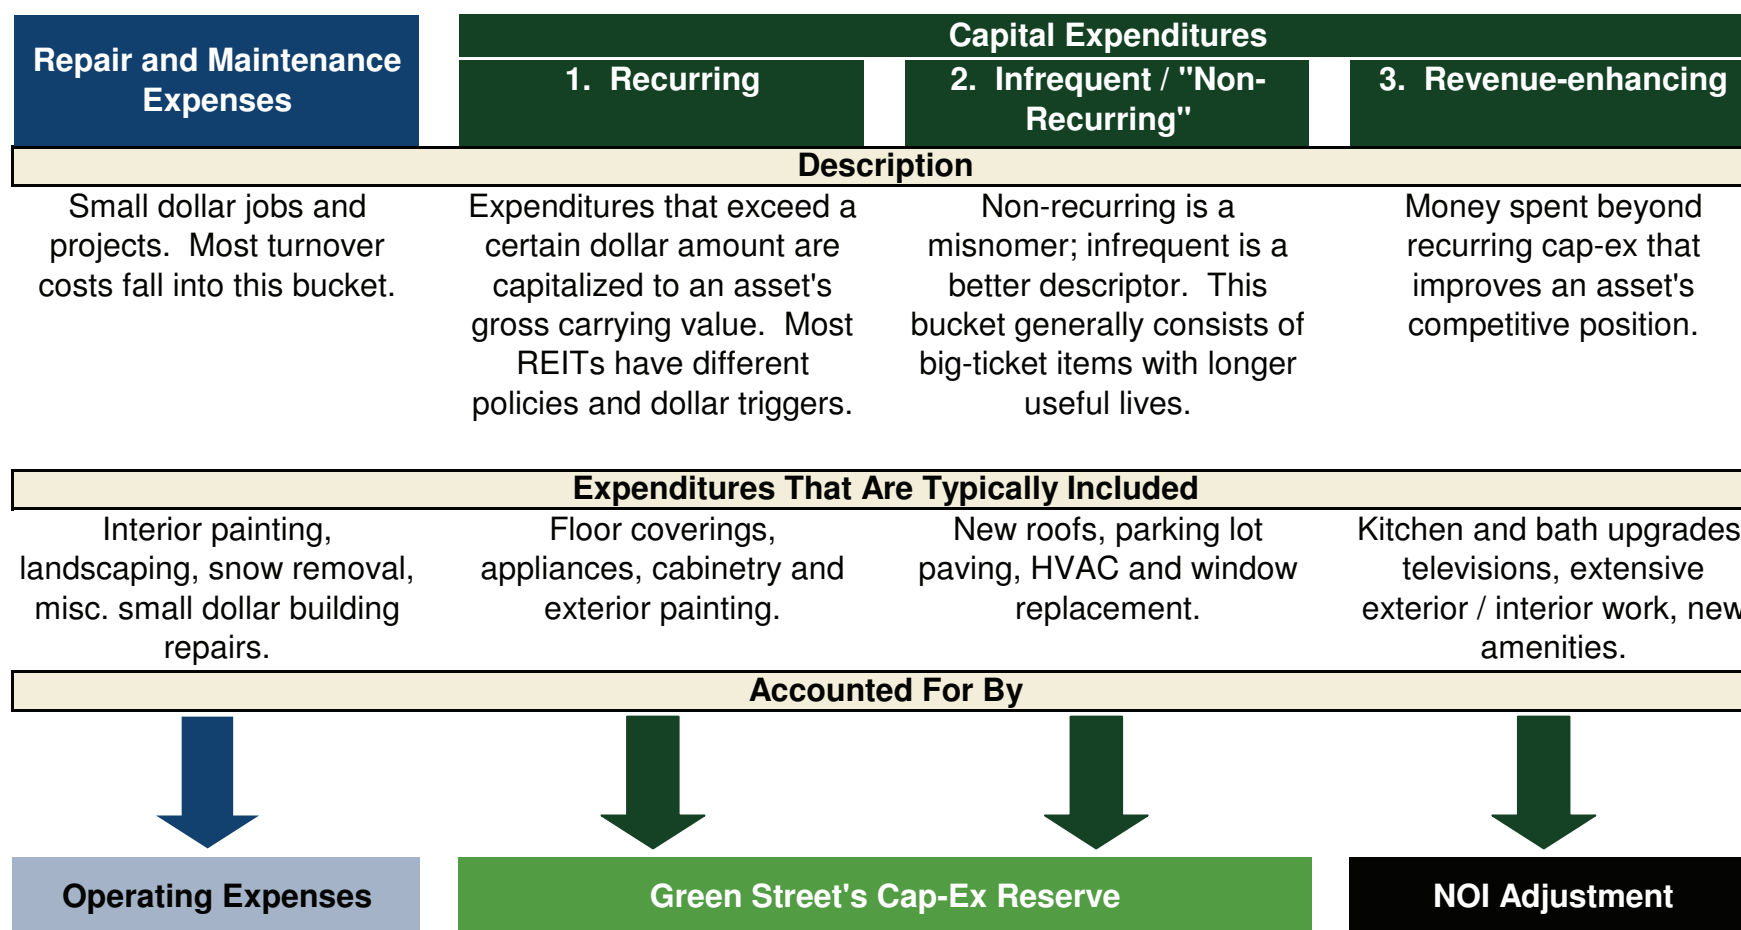 Repair and Maintenance
Expenses
Capital Expenditures
1.  Recurring
2.  Infrequent / "Non-
Recurring"
3.  Revenue-enhancing
Description
Small dollar jobs and
projects.  Most turnover
costs fall into this bucket.
Expenditures that exceed a
certain dollar amount are
capitalized to an asset's
gross carrying value.  Most
REITs have different
policies and dollar triggers.
Non-recurring is a
misnomer; infrequent is a
better descriptor.  This
bucket generally consists of
big-ticket items with longer
useful lives.
Money spent beyond
recurring cap-ex that
improves an asset's
competitive position.
Expenditures That Are Typically Included
Interior painting,
landscaping, snow removal,
misc. small dollar building
repairs.
Floor coverings,
appliances, cabinetry and
exterior painting.
New roofs, parking lot
paving, HVAC and window
replacement.
Kitchen and bath upgrades
televisions, extensive
exterior / interior work, new
amenities.
Accounted For By
Operating Expenses
Green Street's Cap-Ex Reserve
NOI Adjustment